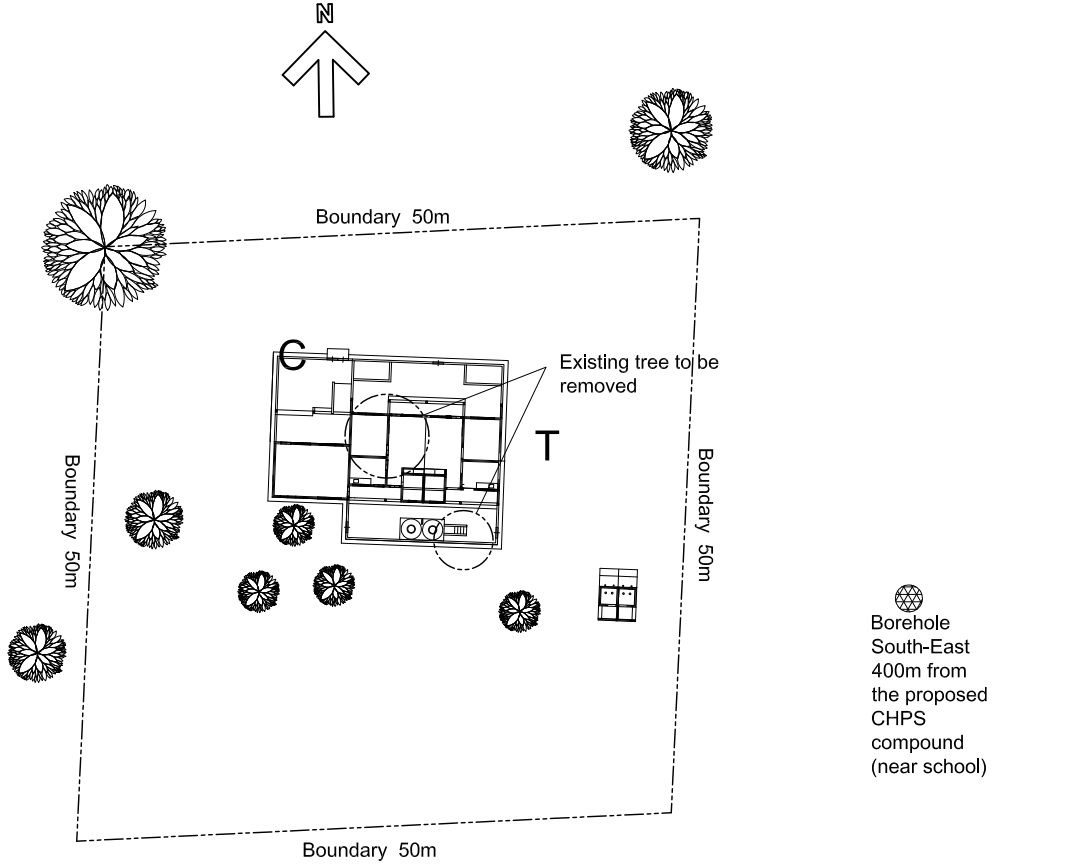 N
Boundary 50m
C
Existing tree to be
removed
T
Boundary 50m
Boundary 50m
Borehole
South-East
400m from
the proposed
CHPS
compound
(near school)
Boundary 50m